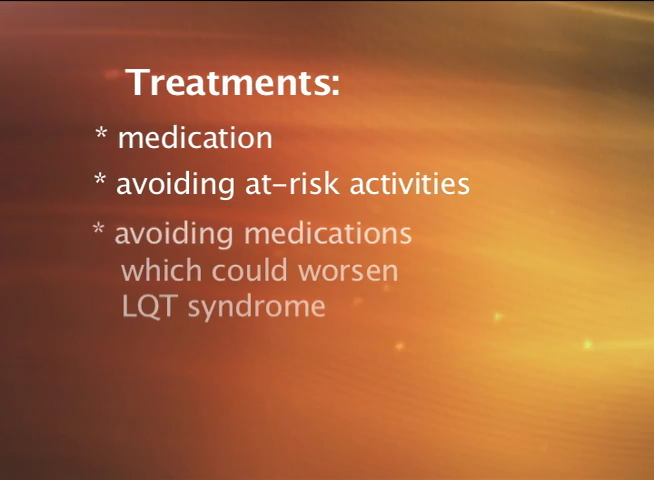 Treatments:
* medication
* avoiding at-risk activities
* avoiding medications
which could worsen
LQT syndrome